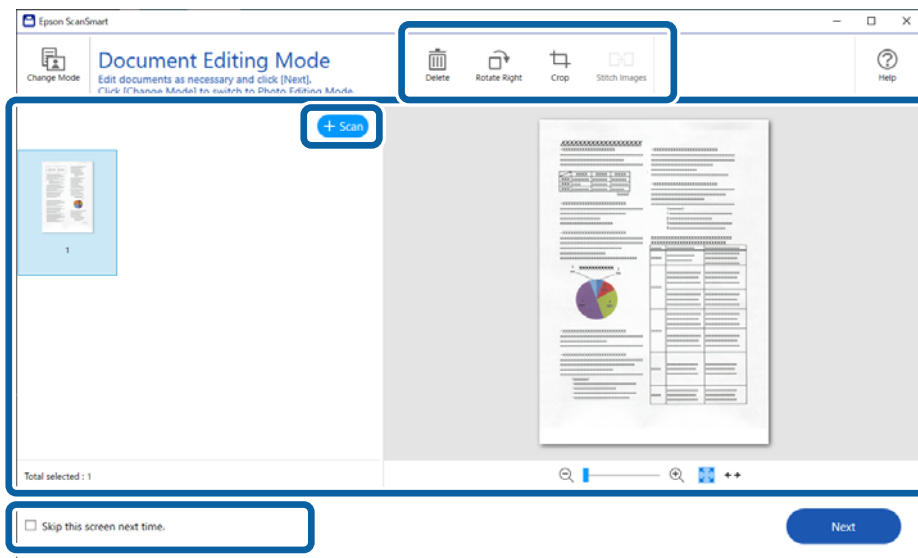 Epson ScanSmart
Change Mode
Document Editing Mode
Edit documents as necessary and click [Next].
Click [Change Mode] to switch to Photo Editing Mode.
Delete
Rotate Right
Crop
Stitch Images
Help
+ Scan
1
Total selected : 1
Skip this screen next time.
Next